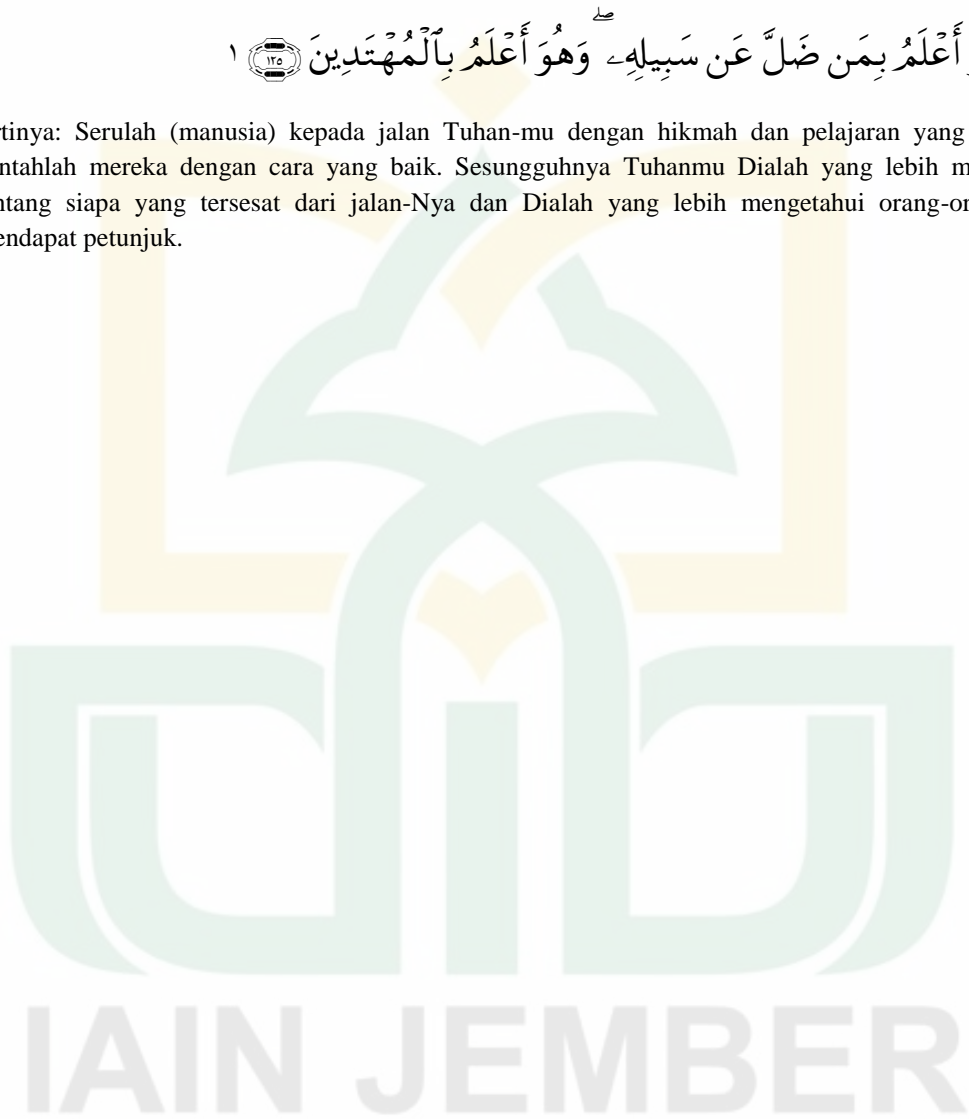 أَعْلَمُ بِمَن ضَلَّ عَن سَبِيلِهِۦ ۖ وَهُوَ أَعْلَمُ بِٱلْمُهْتَدِينَ ﴿١٢٥﴾ ١
rtinya: Serulah (manusia) kepada jalan Tuhan-mu dengan hikmah dan pelajaran yang
ntahlah mereka dengan cara yang baik. Sesungguhnya Tuhanmu Dialah yang lebih m
ntang siapa yang tersesat dari jalan-Nya dan Dialah yang lebih mengetahui orang-or
endapat petunjuk.
IAIN JEMBER